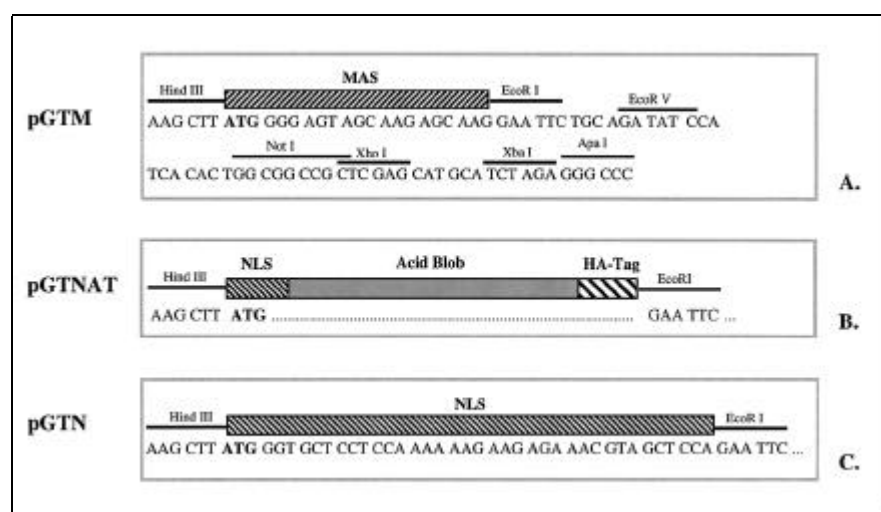 MAS
Hind III EcoR I EcoR V
pGTM
AAG CTT ATG GGG AGT AGC AAG AGC AAG GAA TTC TGC AGA TAT CCA
Not I Xho I Xba I Apa I
TCA CAC TGG CGG CCG CTC GAG CAT GCA TCT AGA GGG CCC
A.
NLS Acid Blob HA-Tag
pGTNAT
Hind III EcoRI
AAG CTT ATG ........................................................................ GAA TTC ...
B.
NLS
pGTN
Hind III EcoR I
AAG CTT ATG GGT GCT CCT CCA AAA AAG AAG AGA AAC GTA GCT CCA GAA TTC ...
C.